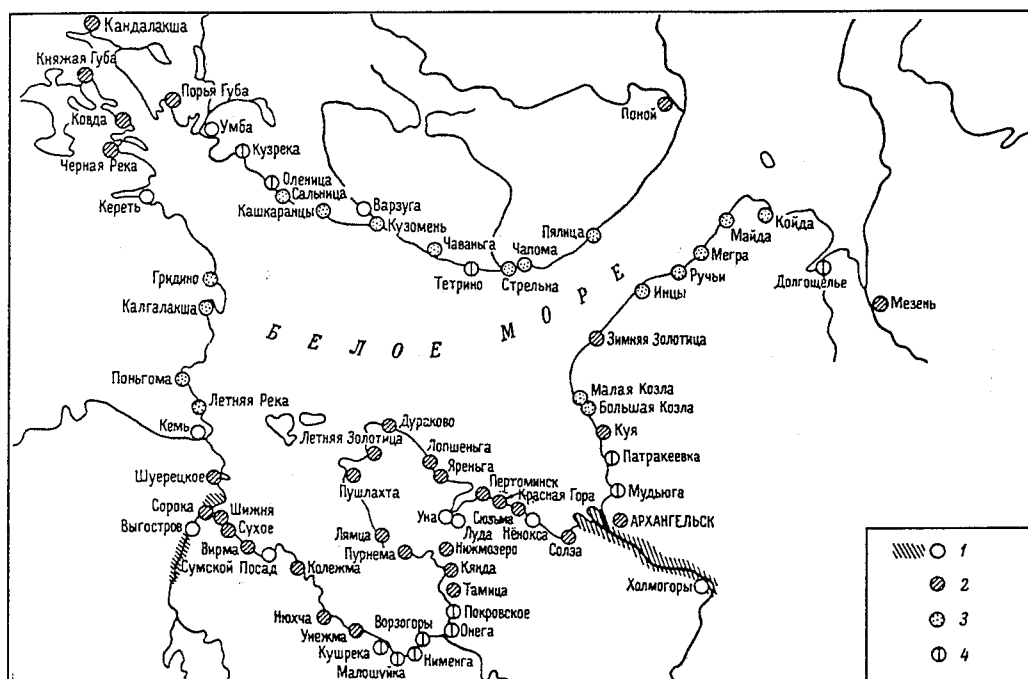 Кандалакша
Княжая Губа
Порья Губа
Ковда
Умба
Черная Река
Кузрека
Оленица
Сальница
Кереть
Кашкаранцы
Варзуга
Кузомень
Поной
Пялица
Чаваньга
Чапома
Тетрино
Стрельна
Койда
Майда
Мегра
Ручьи
Инцы
Долгощелье
Мезень
Гридино
Калгалакша
БЕЛОЕ МОРЕ
Зимняя Золотица
Поньгома
Летняя Река
Кемь
Малая Козла
Большая Козла
Куя
Патракеевка
Мудьюга
АРХАНГЕЛЬСК
Дураково
Летняя Золотица
Лопшеньга
Яреньга
Пушлахта
Пертоминск
Красная Гора
Уна
Луда
Сюзьма
Нёнокса
Солза
Шуерецкое
Сорока
Шижня
Выгостров
Сухое
Вирма
Сумской Посад
Колежма
Лямца
Пурнема
Нижмозеро
Кянда
Тамица
Покровское
Онега
Холмогоры
Нюхча
Унежма
Ворзогоры
Кушрека
Малошуйка
Нименга
1
2
3
4